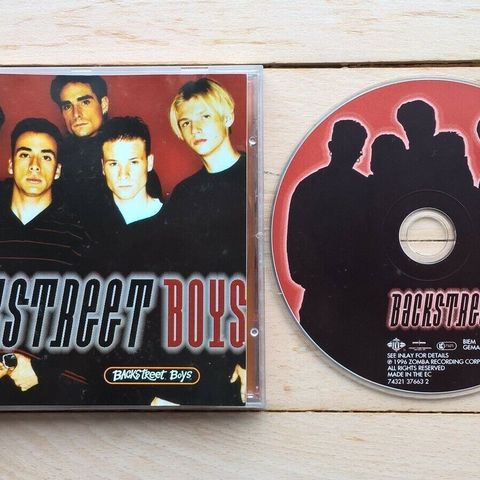 KSTREET BOYS
BACKSTREET BOYS
BACKSTREE
SEE INLAY FOR DETAILS
℗ 1996 ZOMBA RECORDING CORP
ALL RIGHTS RESERVED
MADE IN THE EC
74321 37663 2
BIEM
GEMA